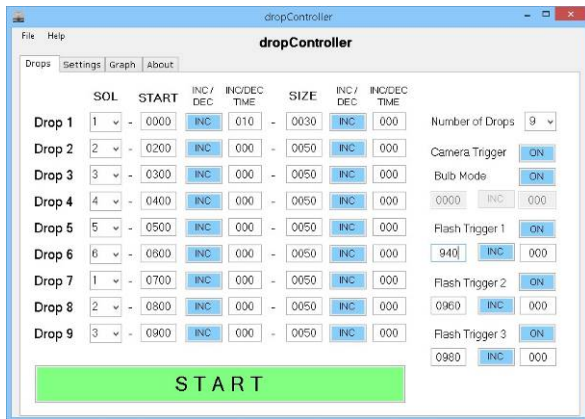 dropController
File Help
dropController
Drops Settings Graph About
SOL START INC / DEC INC/DEC TIME SIZE INC / DEC INC/DEC TIME
Drop 1 1 - 0000 INC 010 - 0030 INC 000 Number of Drops 9
Drop 2 2 - 0200 INC 000 - 0050 INC 000 Camera Trigger ON
Drop 3 3 - 0300 INC 000 - 0050 INC 000 Bulb Mode ON
Drop 4 4 - 0400 INC 000 - 0050 INC 000 0000 INC 000
Drop 5 5 - 0500 INC 000 - 0050 INC 000 Flash Trigger 1 ON
Drop 6 6 - 0600 INC 000 - 0050 INC 000 940 INC 000
Drop 7 1 - 0700 INC 000 - 0050 INC 000 Flash Trigger 2 ON
Drop 8 2 - 0800 INC 000 - 0050 INC 000 0960 INC 000
Drop 9 3 - 0900 INC 000 - 0050 INC 000 Flash Trigger 3 ON
0980 INC 000
START